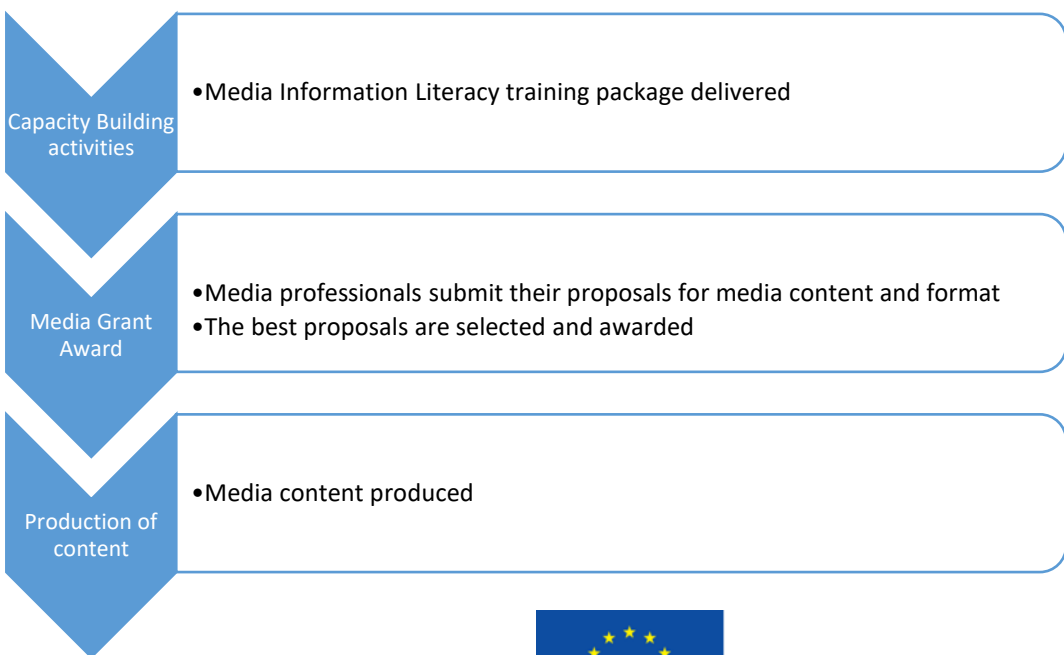 Capacity Building
activities
•Media Information Literacy training package delivered
Media Grant
Award
•Media professionals submit their proposals for media content and format
•The best proposals are selected and awarded
Production of
content
•Media content produced